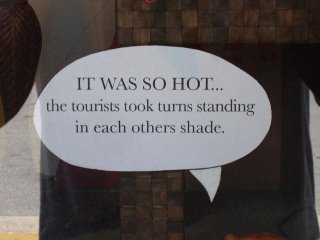 IT WAS SO HOT...
the tourists took turns standing
in each others shade.